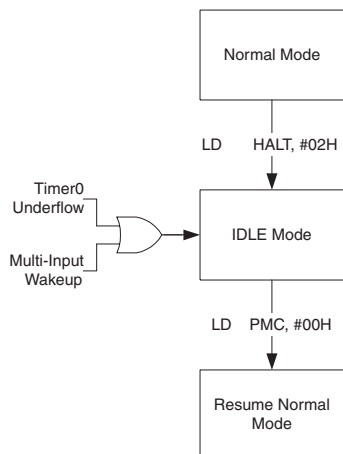 Normal Mode
LD HALT, #02H
Timer0
Underflow
Multi-Input
Wakeup
IDLE Mode
LD PMC, #00H
Resume Normal
Mode